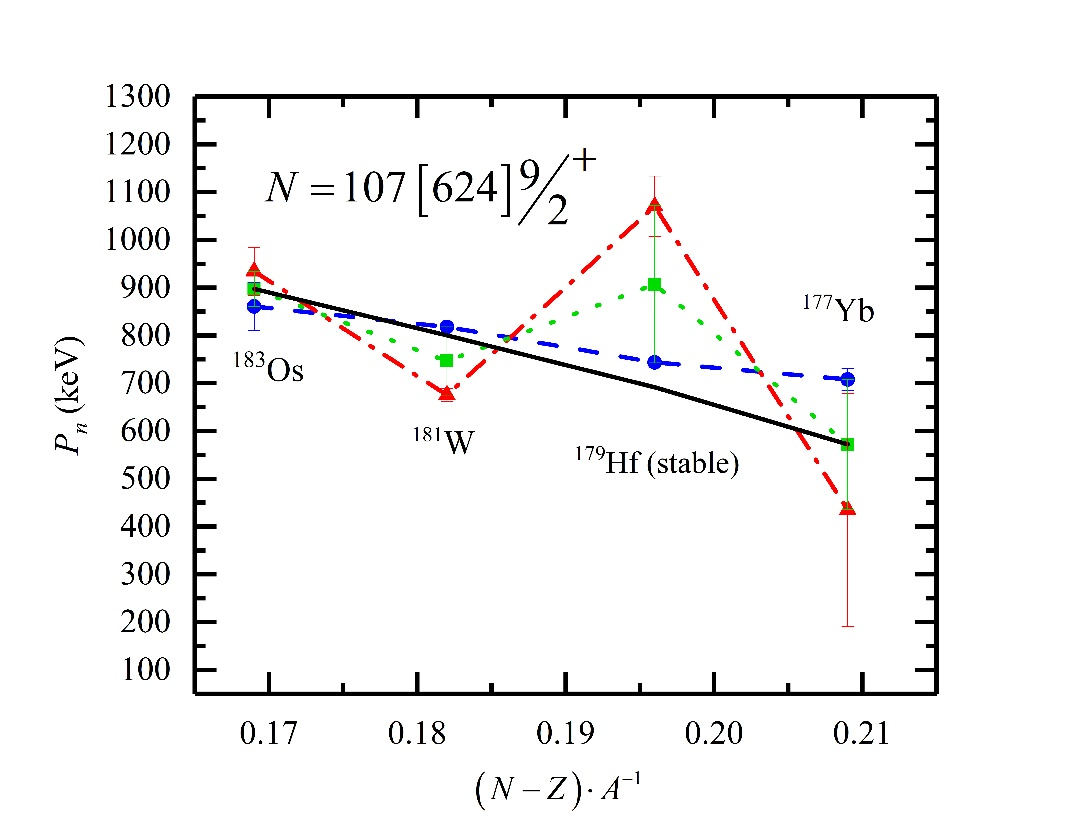 1300
1200
1100
1000
900
800
700
600
500
400
300
200
100
P_n (keV)
N = 107 [624] 9/2⁺
¹⁸³Os
¹⁸¹W
¹⁷⁹Hf (stable)
¹⁷⁷Yb
0.17 0.18 0.19 0.20 0.21
(N − Z) · A⁻¹